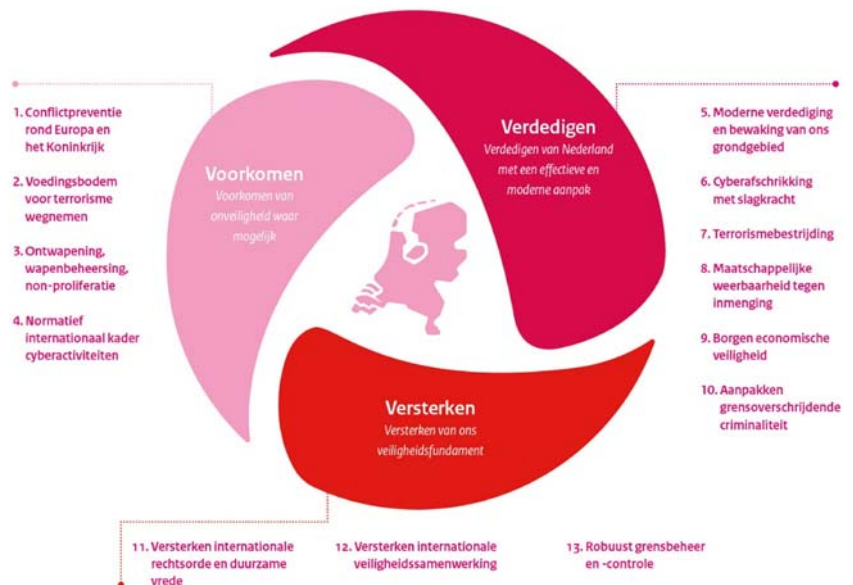 1. Conflictpreventie
rond Europa en
het Koninkrijk
2. Voedingsbodem
voor terrorisme
wegnemen
3. Ontwapening,
wapenbeheersing,
non-proliferatie
4. Normatief
internationaal kader
cyberactiviteiten
Voorkomen
Voorkomen van
onveiligheid waar
mogelijk
Verdedigen
Verdedigen van Nederland
met een effectieve en
moderne aanpak
5. Moderne verdediging
en bewaking van ons
grondgebied
6. Cyberafschrikking
met slagkracht
7. Terrorismebestrijding
8. Maatschappelijke
weerbaarheid tegen
inmenging
9. Borgen economische
veiligheid
10. Aanpakken
grensoverschrijdende
criminaliteit
Versterken
Versterken van ons
veiligheidsfundament
11. Versterken internationale
rechtsorde en duurzame
vrede
12. Versterken internationale
veiligheidssamenwerking
13. Robuust grensbeheer
en -controle